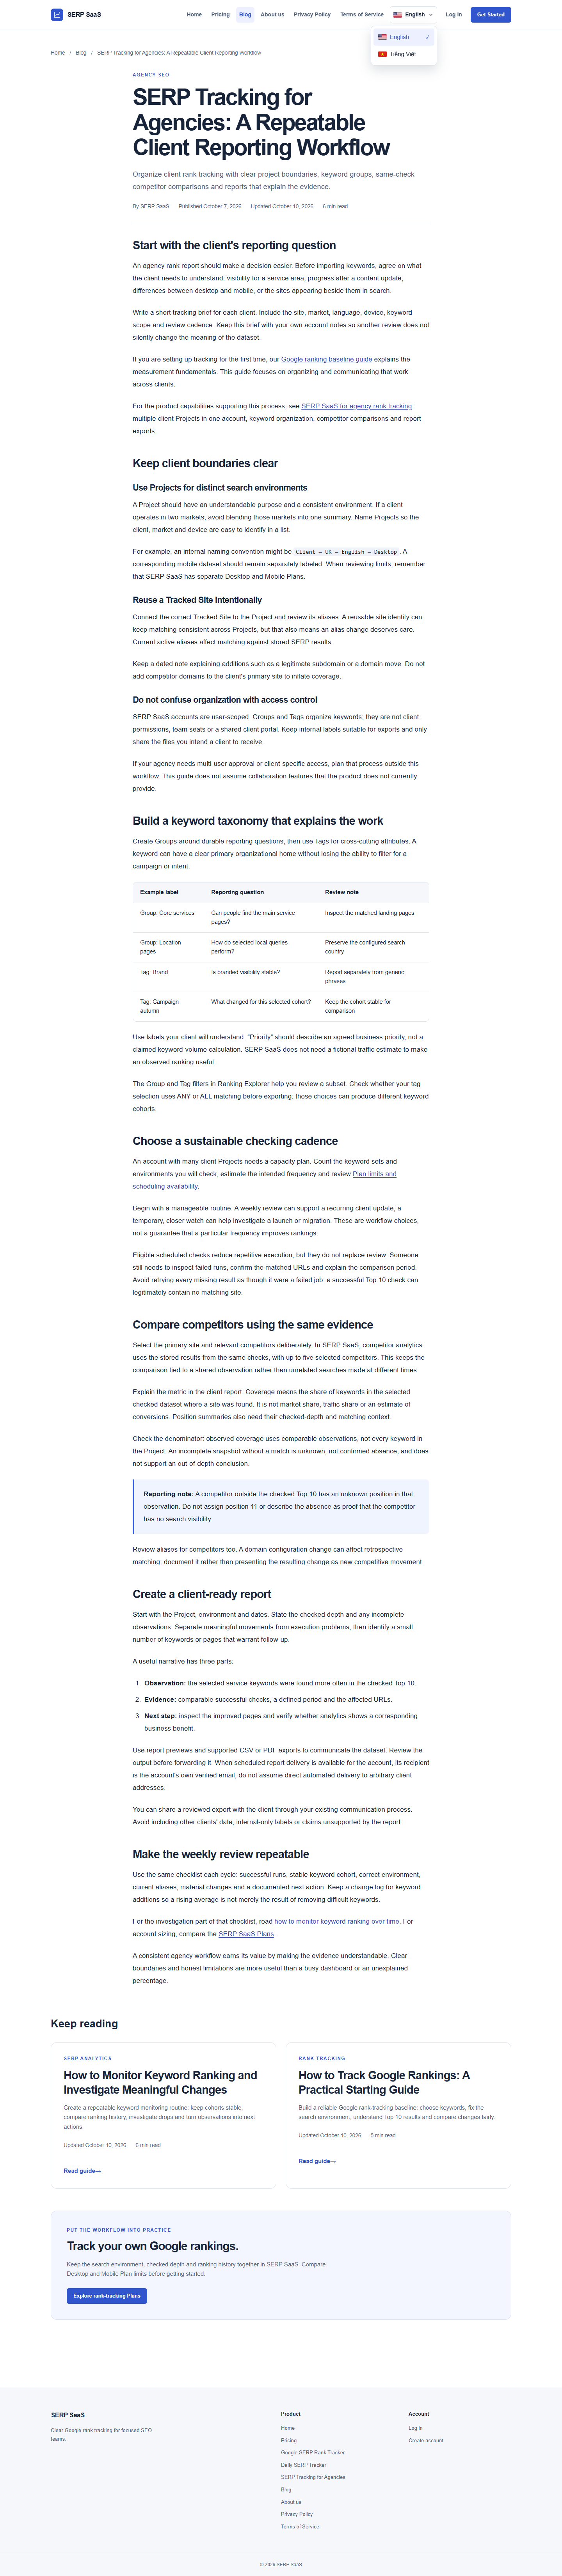 SERP SaaS
Home Pricing Blog About us Privacy Policy Terms of Service English Log in Get Started
English ✓
Tiếng Việt
Home / Blog / SERP Tracking for Agencies: A Repeatable Client Reporting Workflow
AGENCY SEO
SERP Tracking for
Agencies: A Repeatable
Client Reporting Workflow
Organize client rank tracking with clear project boundaries, keyword groups, same-check
competitor comparisons and reports that explain the evidence.
By SERP SaaS Published October 7, 2026 Updated October 10, 2026 6 min read
Start with the client's reporting question
An agency rank report should make a decision easier. Before importing keywords, agree on what
the client needs to understand: visibility for a service area, progress after a content update,
differences between desktop and mobile, or the sites appearing beside them in search.
Write a short tracking brief for each client. Include the site, market, language, device, keyword
scope and review cadence. Keep this brief with your own account notes so another review does not
silently change the meaning of the dataset.
If you are setting up tracking for the first time, our Google ranking baseline guide explains the
measurement fundamentals. This guide focuses on organizing and communicating that work
across clients.
For the product capabilities supporting this process, see SERP SaaS for agency rank tracking:
multiple client Projects in one account, keyword organization, competitor comparisons and report
exports.
Keep client boundaries clear
Use Projects for distinct search environments
A Project should have an understandable purpose and a consistent environment. If a client
operates in two markets, avoid blending those markets into one summary. Name Projects so the
client, market and device are easy to identify in a list.
For example, an internal naming convention might be Client — UK — English — Desktop. A
corresponding mobile dataset should remain separately labeled. When reviewing limits, remember
that SERP SaaS has separate Desktop and Mobile Plans.
Reuse a Tracked Site intentionally
Connect the correct Tracked Site to the Project and review its aliases. A reusable site identity can
keep matching consistent across Projects, but that also means an alias change deserves care.
Current active aliases affect matching against stored SERP results.
Keep a dated note explaining additions such as a legitimate subdomain or a domain move. Do not
add competitor domains to the client's primary site to inflate coverage.
Do not confuse organization with access control
SERP SaaS accounts are user-scoped. Groups and Tags organize keywords; they are not client
permissions, team seats or a shared client portal. Keep internal labels suitable for exports and only
share the files you intend a client to receive.
If your agency needs multi-user approval or client-specific access, plan that process outside this
workflow. This guide does not assume collaboration features that the product does not currently
provide.
Build a keyword taxonomy that explains the work
Create Groups around durable reporting questions, then use Tags for cross-cutting attributes. A
keyword can have a clear primary organizational home without losing the ability to filter for a
campaign or intent.
Example label Reporting question Review note
Group: Core services Can people find the main service Inspect the matched landing pages
pages?
Group: Location How do selected local queries Preserve the configured search
pages perform? country
Tag: Brand Is branded visibility stable? Report separately from generic
phrases
Tag: Campaign What changed for this selected cohort? Keep the cohort stable for
autumn comparison
Use labels your client will understand. "Priority" should describe an agreed business priority, not a
claimed keyword-volume calculation. SERP SaaS does not need a fictional traffic estimate to make
an observed ranking useful.
The Group and Tag filters in Ranking Explorer help you review a subset. Check whether your tag
selection uses ANY or ALL matching before exporting: those choices can produce different keyword
cohorts.
Choose a sustainable checking cadence
An account with many client Projects needs a capacity plan. Count the keyword sets and
environments you will check, estimate the intended frequency and review Plan limits and
scheduling availability.
Begin with a manageable routine. A weekly review can support a recurring client update; a
temporary, closer watch can help investigate a launch or migration. These are workflow choices,
not a guarantee that a particular frequency improves rankings.
Eligible scheduled checks reduce repetitive execution, but they do not replace review. Someone
still needs to inspect failed runs, confirm the matched URLs and explain the comparison period.
Avoid retrying every missing result as though it were a failed job: a successful Top 10 check can
legitimately contain no matching site.
Compare competitors using the same evidence
Select the primary site and relevant competitors deliberately. In SERP SaaS, competitor analytics
uses the stored results from the same checks, with up to five selected competitors. This keeps the
comparison tied to a shared observation rather than unrelated searches made at different times.
Explain the metric in the client report. Coverage means the share of keywords in the selected
checked dataset where a site was found. It is not market share, traffic share or an estimate of
conversions. Position summaries also need their checked-depth and matching context.
Check the denominator: observed coverage uses comparable observations, not every keyword in
the Project. An incomplete snapshot without a match is unknown, not confirmed absence, and does
not support an out-of-depth conclusion.
Reporting note: A competitor outside the checked Top 10 has an unknown position in that
observation. Do not assign position 11 or describe the absence as proof that the competitor
has no search visibility.
Review aliases for competitors too. A domain configuration change can affect retrospective
matching; document it rather than presenting the resulting change as new competitive movement.
Create a client-ready report
Start with the Project, environment and dates. State the checked depth and any incomplete
observations. Separate meaningful movements from execution problems, then identify a small
number of keywords or pages that warrant follow-up.
A useful narrative has three parts:
1. Observation: the selected service keywords were found more often in the checked Top 10.
2. Evidence: comparable successful checks, a defined period and the affected URLs.
3. Next step: inspect the improved pages and verify whether analytics shows a corresponding
business benefit.
Use report previews and supported CSV or PDF exports to communicate the dataset. Review the
output before forwarding it. When scheduled report delivery is available for the account, its recipient
is the account's own verified email; do not assume direct automated delivery to arbitrary client
addresses.
You can share a reviewed export with the client through your existing communication process.
Avoid including other clients' data, internal-only labels or claims unsupported by the report.
Make the weekly review repeatable
Use the same checklist each cycle: successful runs, stable keyword cohort, correct environment,
current aliases, material changes and a documented next action. Keep a change log for keyword
additions so a rising average is not merely the result of removing difficult keywords.
For the investigation part of that checklist, read how to monitor keyword ranking over time. For
account sizing, compare the SERP SaaS Plans.
A consistent agency workflow earns its value by making the evidence understandable. Clear
boundaries and honest limitations are more useful than a busy dashboard or an unexplained
percentage.
Keep reading
SERP ANALYTICS
How to Monitor Keyword Ranking and
Investigate Meaningful Changes
Create a repeatable keyword monitoring routine: keep cohorts stable,
compare ranking history, investigate drops and turn observations into next
actions.
Updated October 10, 2026 6 min read
Read guide→
RANK TRACKING
How to Track Google Rankings: A
Practical Starting Guide
Build a reliable Google rank-tracking baseline: choose keywords, fix the
search environment, understand Top 10 results and compare changes fairly.
Updated October 10, 2026 5 min read
Read guide→
PUT THE WORKFLOW INTO PRACTICE
Track your own Google rankings.
Keep the search environment, checked depth and ranking history together in SERP SaaS. Compare
Desktop and Mobile Plan limits before getting started.
Explore rank-tracking Plans
SERP SaaS
Clear Google rank tracking for focused SEO
teams.
Product
Home
Pricing
Google SERP Rank Tracker
Daily SERP Tracker
SERP Tracking for Agencies
Blog
About us
Privacy Policy
Terms of Service
Account
Log in
Create account
© 2026 SERP SaaS